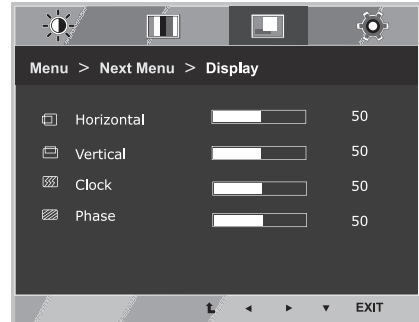 Menu > Next Menu > Display
Horizontal 50
Vertical 50
Clock 50
Phase 50
EXIT